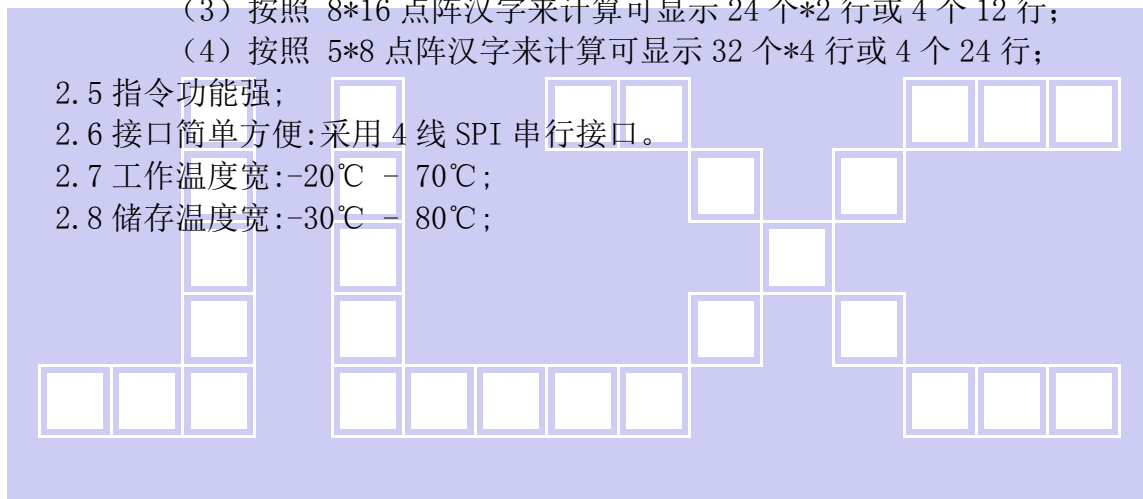 （3）按照 8*16 点阵汉字来计算可显示 24 个*2 行或 4 个 12 行;
（4）按照 5*8 点阵汉字来计算可显示 32 个*4 行或 4 个 24 行;
2.5 指令功能强;
2.6 接口简单方便:采用 4 线 SPI 串行接口。
2.7 工作温度宽:-20℃ - 70℃;
2.8 储存温度宽:-30℃ - 80℃;